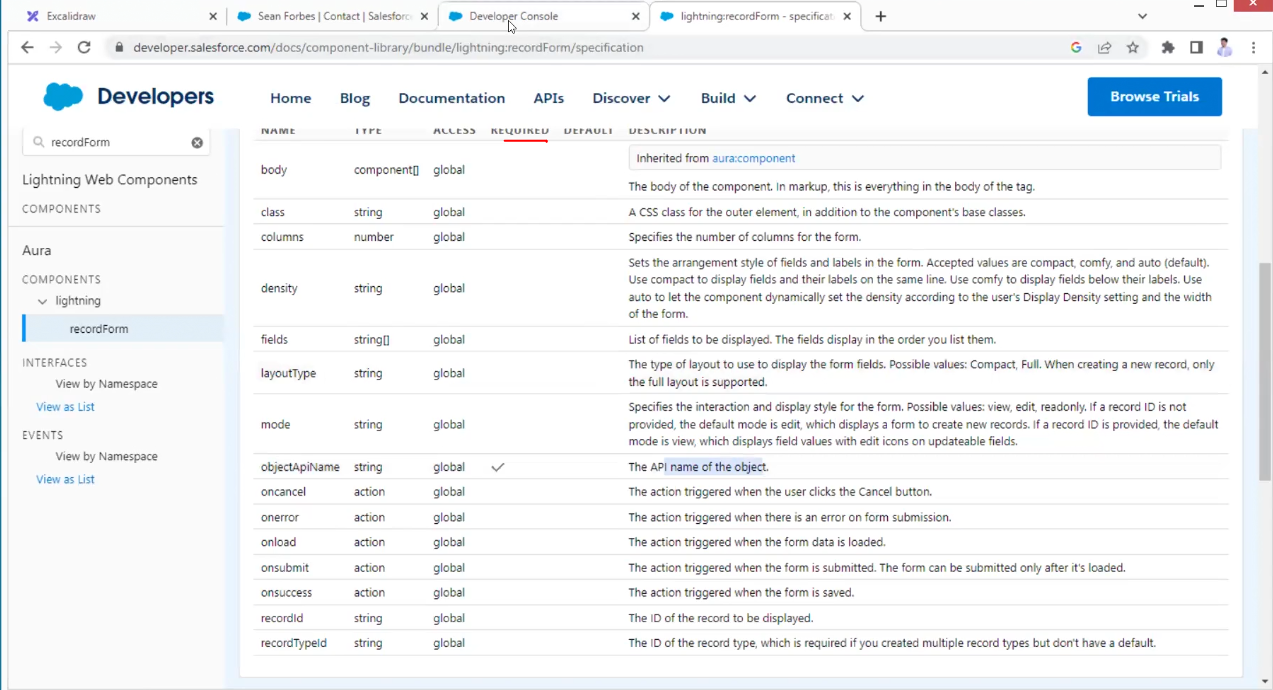 Excalidraw
Sean Forbes | Contact | Salesforc
Developer Console
lightning:recordForm - specificat
developer.salesforce.com/docs/component-library/bundle/lightning:recordForm/specification
Developers
Home Blog Documentation APIs Discover Build Connect Browse Trials
recordForm
Lightning Web Components
COMPONENTS
Aura
COMPONENTS
lightning
recordForm
INTERFACES
View by Namespace
View as List
EVENTS
View by Namespace
View as List
NAME TYPE ACCESS REQUIRED DEFAULT DESCRIPTION
body component[] global Inherited from aura:component
The body of the component. In markup, this is everything in the body of the tag.
class string global A CSS class for the outer element, in addition to the component's base classes.
columns number global Specifies the number of columns for the form.
density string global Sets the arrangement style of fields and labels in the form. Accepted values are compact, comfy, and auto (default).
Use compact to display fields and their labels on the same line. Use comfy to display fields below their labels. Use
auto to let the component dynamically set the density according to the user's Display Density setting and the width
of the form.
fields string[] global List of fields to be displayed. The fields display in the order you list them.
layoutType string global The type of layout to use to display the form fields. Possible values: Compact, Full. When creating a new record, only
the full layout is supported.
mode string global Specifies the interaction and display style for the form. Possible values: view, edit, readonly. If a record ID is not
provided, the default mode is edit, which displays a form to create new records. If a record ID is provided, the default
mode is view, which displays field values with edit icons on updateable fields.
objectApiName string global ✓ The API name of the object.
oncancel action global The action triggered when the user clicks the Cancel button.
onerror action global The action triggered when there is an error on form submission.
onload action global The action triggered when the form data is loaded.
onsubmit action global The action triggered when the form is submitted. The form can be submitted only after it's loaded.
onsuccess action global The action triggered when the form is saved.
recordId string global The ID of the record to be displayed.
recordTypeId string global The ID of the record type, which is required if you created multiple record types but don't have a default.